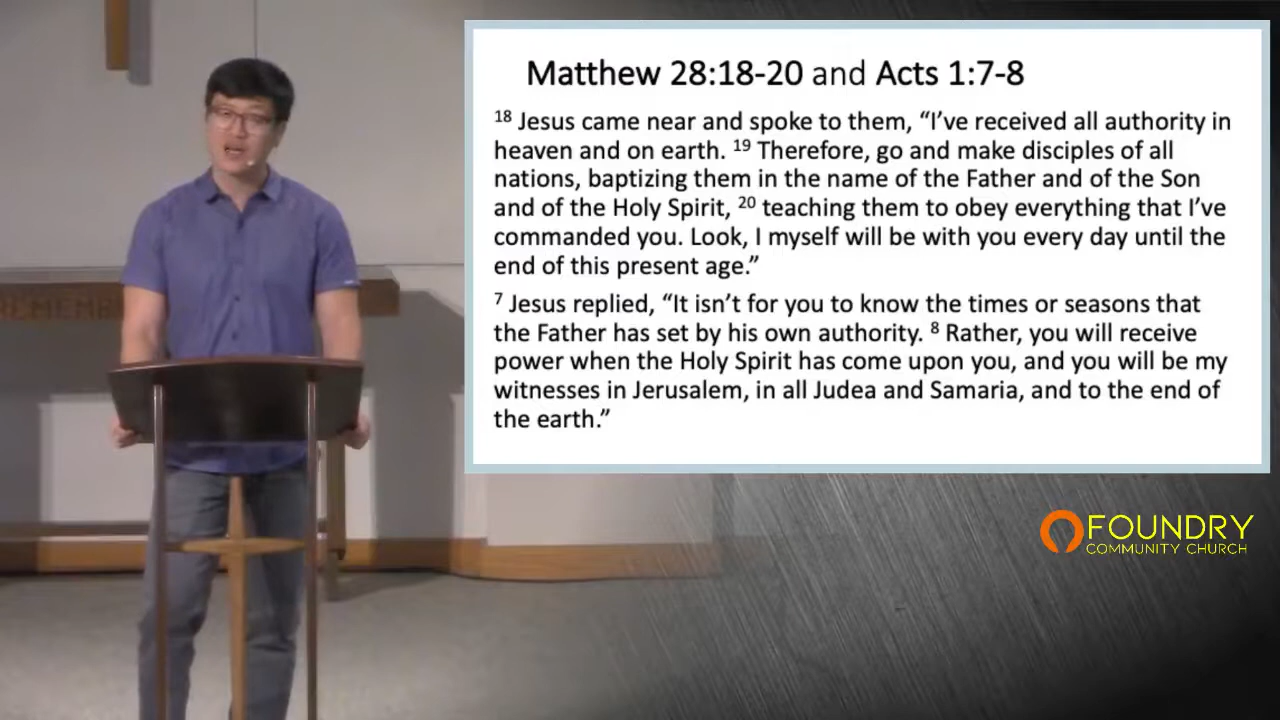 Matthew 28:18-20 and Acts 1:7-8
18 Jesus came near and spoke to them, “I’ve received all authority in
heaven and on earth. 19 Therefore, go and make disciples of all
nations, baptizing them in the name of the Father and of the Son
and of the Holy Spirit, 20 teaching them to obey everything that I’ve
commanded you. Look, I myself will be with you every day until the
end of this present age.”
7 Jesus replied, “It isn’t for you to know the times or seasons that
the Father has set by his own authority. 8 Rather, you will receive
power when the Holy Spirit has come upon you, and you will be my
witnesses in Jerusalem, in all Judea and Samaria, and to the end of
the earth.”
REMEMB
FOUNDRY
COMMUNITY CHURCH